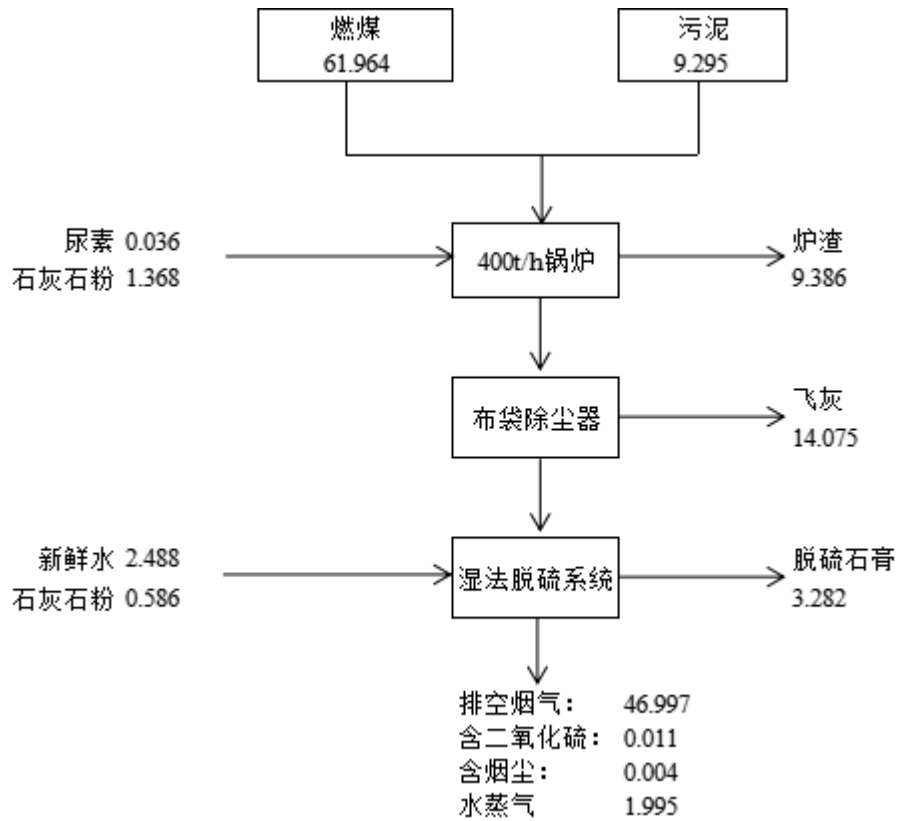 燃煤
61.964
污泥
9.295
尿素 0.036
石灰石粉 1.368
400t/h锅炉
炉渣
9.386
布袋除尘器
飞灰
14.075
新鲜水 2.488
石灰石粉 0.586
湿法脱硫系统
脱硫石膏
3.282
排空烟气： 46.997
含二氧化硫： 0.011
含烟尘： 0.004
水蒸气 1.995